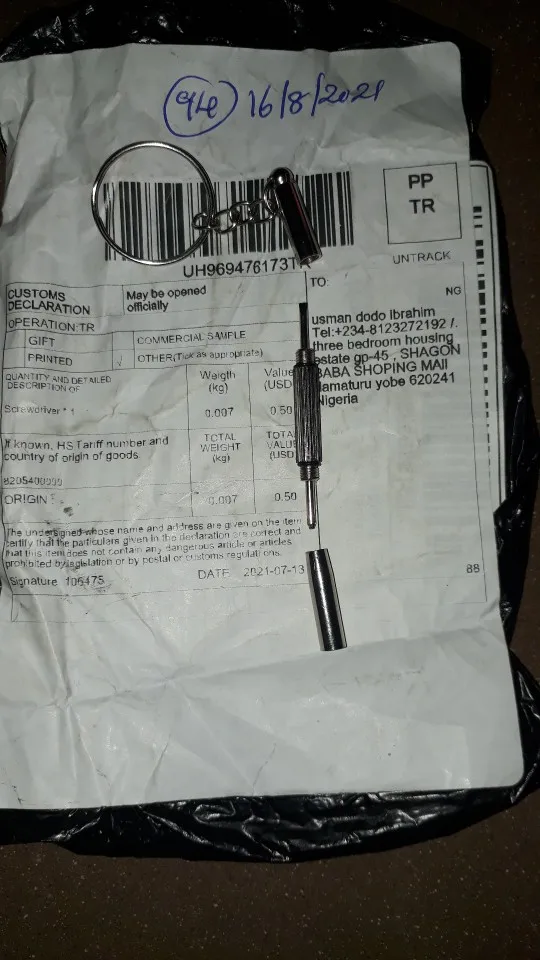 94 16/8/2021
PP
TR
UH969476173T
UNTRACK
CUSTOMS
DECLARATION
May be opened
officially
OPERATION:TR
GIFT
COMMERCIAL SAMPLE
PRINTED
OTHER(Tick as appropriate)
QUANTITY AND DETAILED
DESCRIPTION OF
Weigth
(kg)
Value
(USD
Screwdriver * 1
0.007
0.50
If known, HS Tariff number and
country of origin of goods
TOTAL
WEIGHT
(kg)
TOTAL
VALUE
(USD
8205400000
ORIGIN:
0.007
0.50
The undersigned whose name and address are given on the item
certify that the particulars given in the declaration are correct and
that this item does not contain any dangerous article or articles
prohibited by legislation or by postal or customs regulations.
Signature 106475
DATE 2021-07-13
TO:
NG
usman dodo ibrahim
Tel:+234-8123272192 /.
three bedroom housing
estate gp-45 , SHAGON
BABA SHOPING MAll
damaturu yobe 620241
Nigeria
88